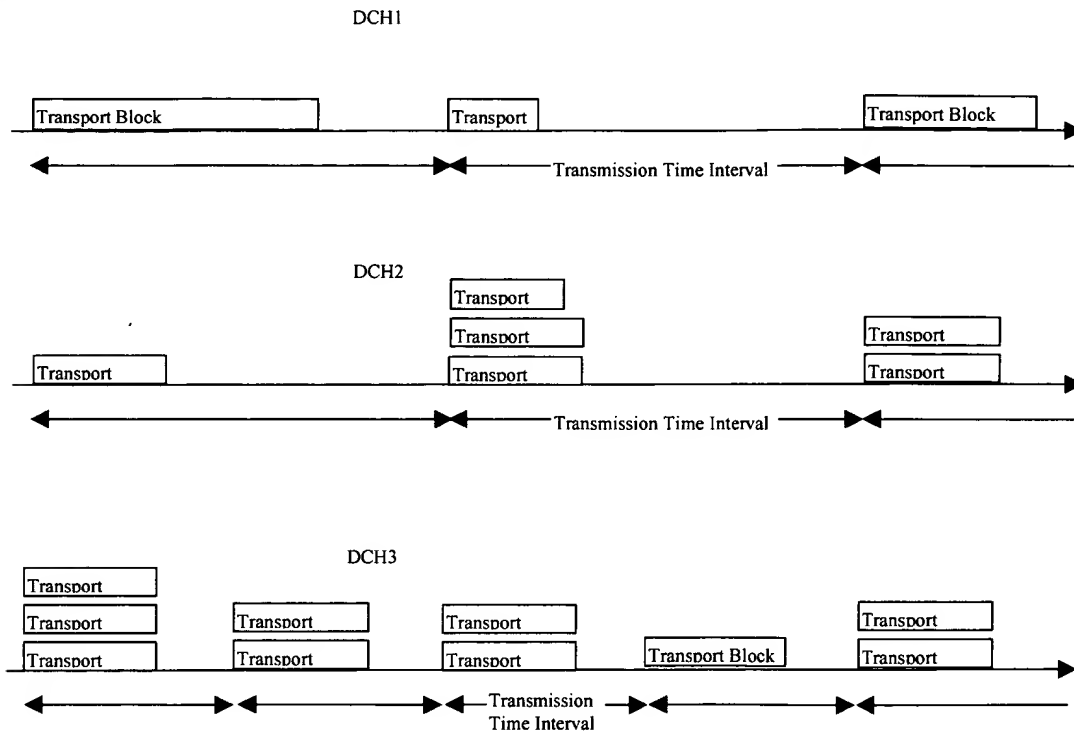 DCH1
Transport Block
Transport
Transport Block
Transmission Time Interval
DCH2
Transport
Transport
Transport
Transport
Transport
Transport
Transmission Time Interval
DCH3
Transport
Transport
Transport
Transport
Transport
Transport
Transport
Transport Block
Transport
Transport
Transmission
Time Interval